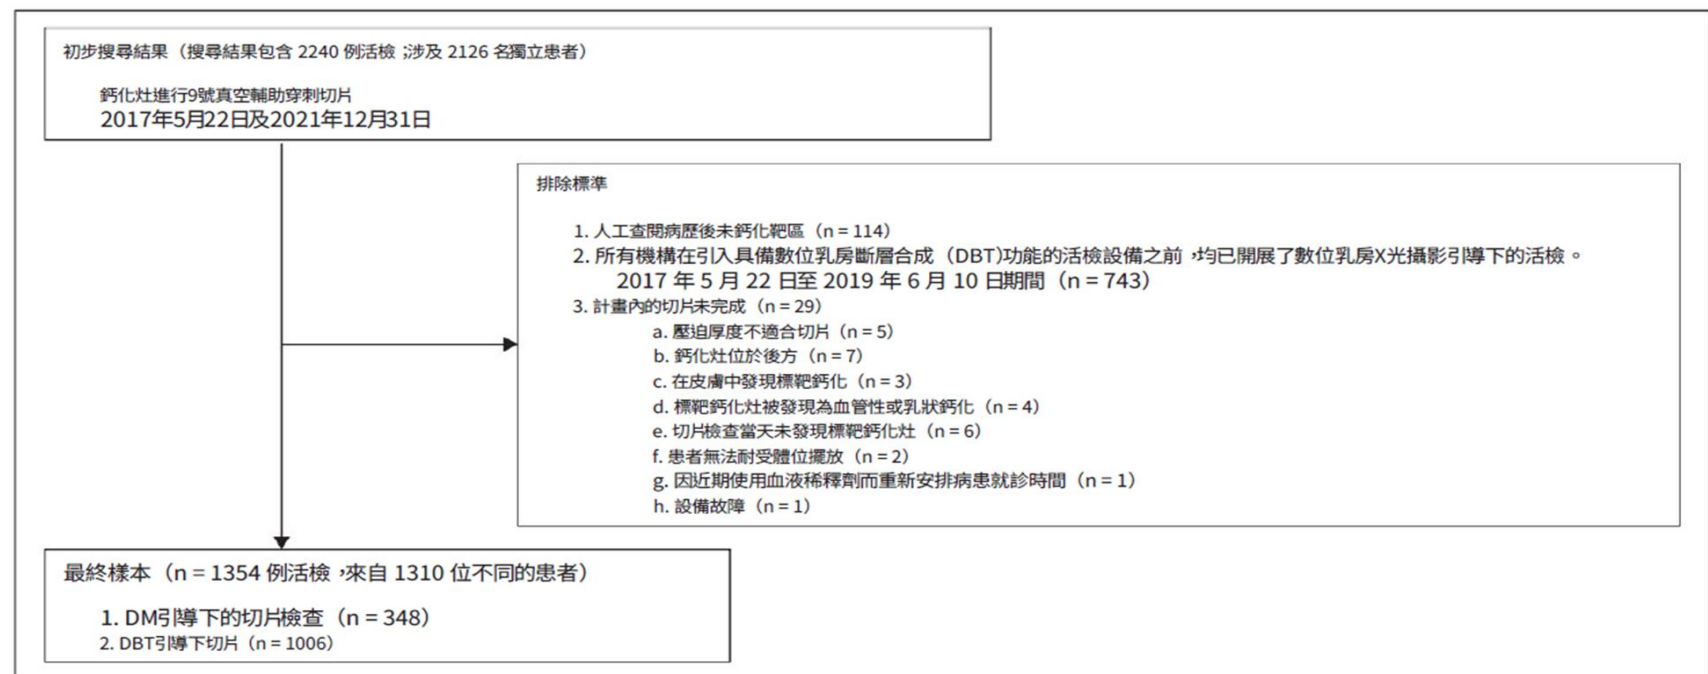 初步搜尋結果（搜尋結果包含 2240 例活檢；涉及 2126 名獨立患者）
鈣化灶進行9號真空輔助穿刺切片
2017年5月22日及2021年12月31日
排除標準
1. 人工查閱病歷後未鈣化靶區（n = 114）
2. 所有機構在引入具備數位乳房斷層合成（DBT)功能的活檢設備之前，均已開展了數位乳房X光攝影引導下的活檢。
2017 年 5 月 22 日至 2019 年 6 月 10 日期間（n = 743）
3. 計畫內的切片未完成（n = 29）
a. 壓迫厚度不適合切片（n = 5）
b. 鈣化灶位於後方（n = 7）
c. 在皮膚中發現標靶鈣化（n = 3）
d. 標靶鈣化灶被發現為血管性或乳狀鈣化（n = 4）
e. 切片檢查當天未發現標靶鈣化灶（n = 6）
f. 患者無法耐受體位擺放（n = 2）
g. 因近期使用血液稀釋劑而重新安排病患就診時間（n = 1）
h. 設備故障（n = 1）
最終樣本（n = 1354 例活檢，來自 1310 位不同的患者）
1. DM引導下的切片檢查（n = 348）
2. DBT引導下切片（n = 1006）